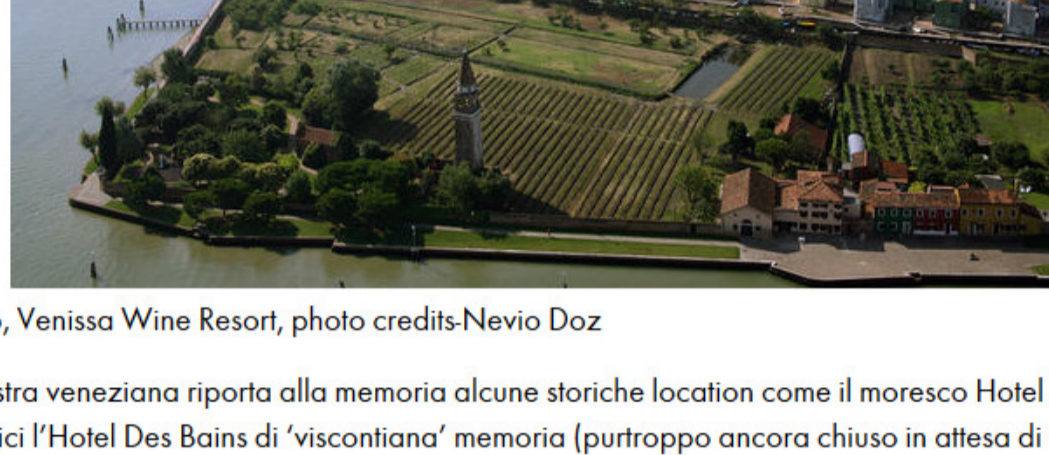 , Venissa Wine Resort, photo credits-Nevio Doz
stra veneziana riporta alla memoria alcune storiche location come il moresco Hotel
ici l'Hotel Des Bains di ‘viscontiana’ memoria (purtroppo ancora chiuso in attesa di